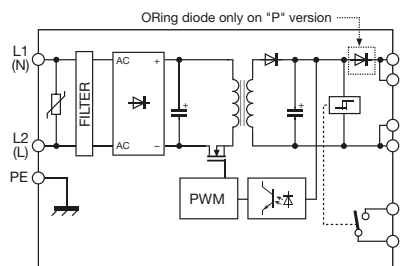 ORing diode only on "P" version
L1
(N)
L2
(L)
PE
FILTER
AC
+
AC
−
+
+
PWM